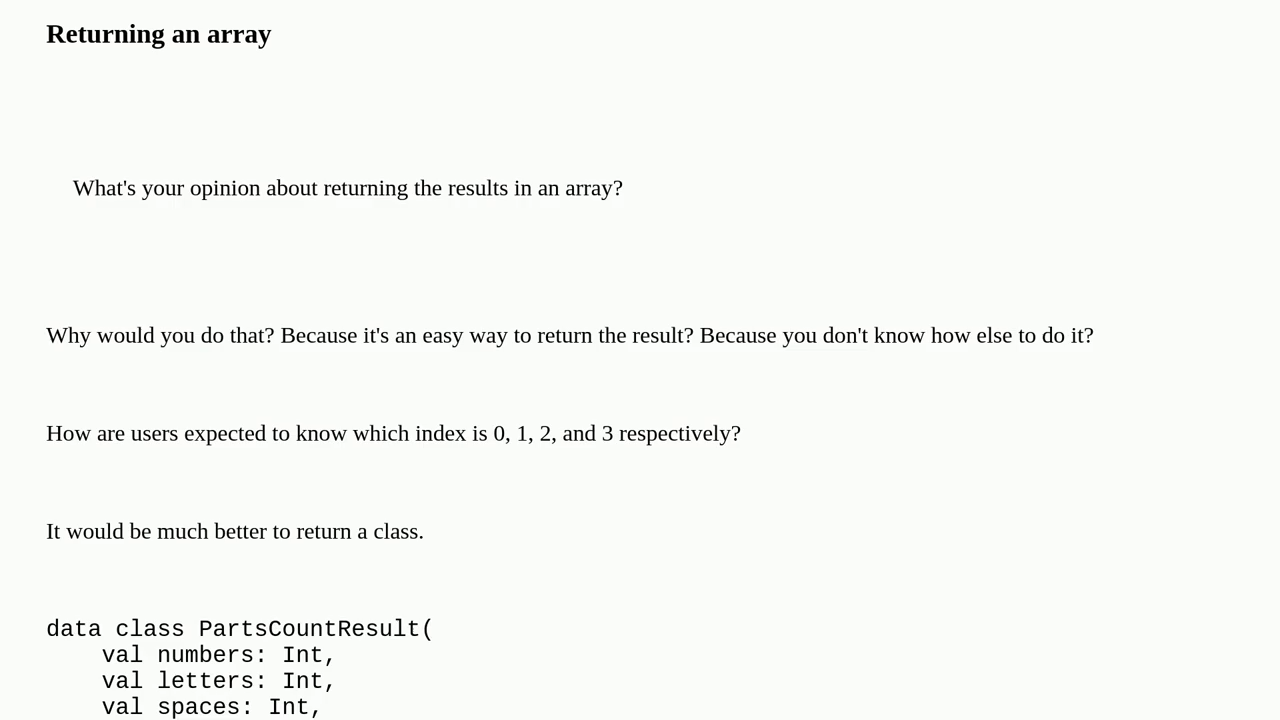 Returning an array
What's your opinion about returning the results in an array?
Why would you do that? Because it's an easy way to return the result? Because you don't know how else to do it?
How are users expected to know which index is 0, 1, 2, and 3 respectively?
It would be much better to return a class.
data class PartsCountResult(
    val numbers: Int,
    val letters: Int,
    val spaces: Int,